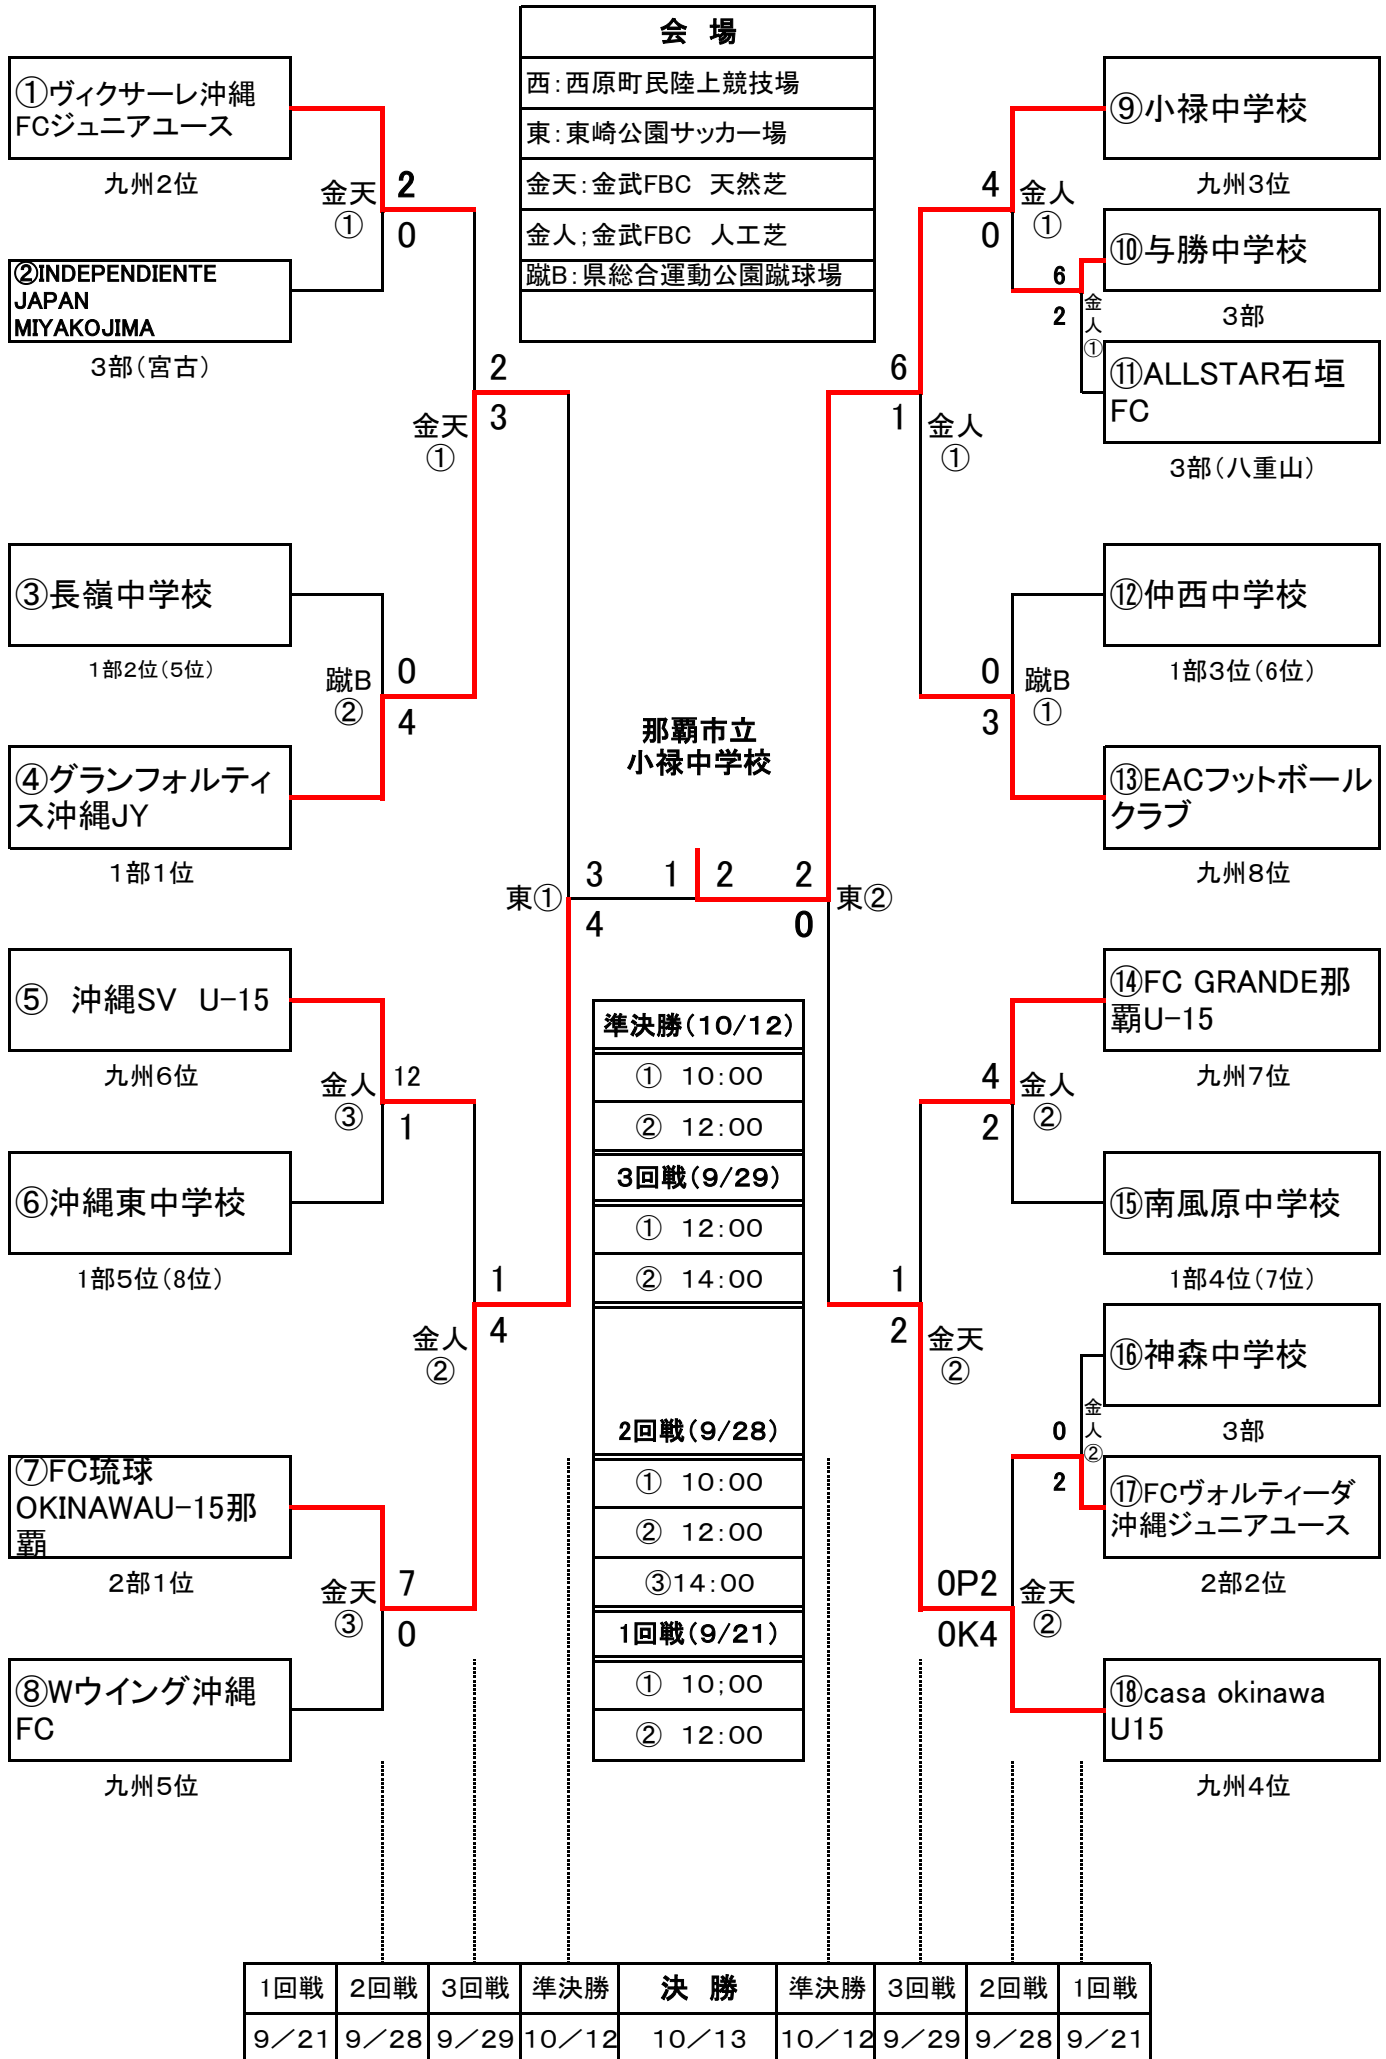 会 場
西：西原町民陸上競技場
東：東崎公園サッカー場
金天：金武FBC 天然芝
金人；金武FBC 人工芝
蹴B：県総合運動公園蹴球場
①ヴィクサーレ沖縄
FCジュニアユース
九州2位
金天
①
2
0
②INDEPENDIENTE
JAPAN
MIYAKOJIMA
3部（宮古）
2
3
金天
①
③長嶺中学校
1部2位（5位）
蹴B
②
0
4
④グランフォルティ
ス沖縄JY
1部1位
東①
3
4
⑤ 沖縄SV U-15
九州6位
金人
③
12
1
⑥沖縄東中学校
1部5位（8位）
1
4
金人
②
⑦FC琉球
OKINAWAU-15那
覇
2部1位
金天
③
7
0
⑧Wウイング沖縄
FC
九州5位
那覇市立
小禄中学校
1 2
準決勝（10/12）
① 10：00
② 12：00
3回戦（9/29）
① 12：00
② 14：00
2回戦（9/28）
① 10：00
② 12：00
③14：00
1回戦（9/21）
① 10；00
② 12：00
⑨小禄中学校
九州3位
4
0
金人
①
⑩与勝中学校
3部
6
2
金
人
①
⑪ALLSTAR石垣
FC
3部（八重山）
6
1
金人
①
⑫仲西中学校
1部3位（6位）
0
3
蹴B
①
⑬EACフットボール
クラブ
九州8位
2
0
東②
⑭FC GRANDE那
覇U-15
九州7位
4
2
金人
②
⑮南風原中学校
1部4位（7位）
1
2
金天
②
⑯神森中学校
3部
0
2
金
人
②
⑰FCヴォルティーダ
沖縄ジュニアユース
2部2位
0P2
0K4
金天
②
⑱casa okinawa
U15
九州4位
1回戦 2回戦 3回戦 準決勝 決 勝 準決勝 3回戦 2回戦 1回戦
9／21 9／28 9／29 10／12 10／13 10／12 9／29 9／28 9／21